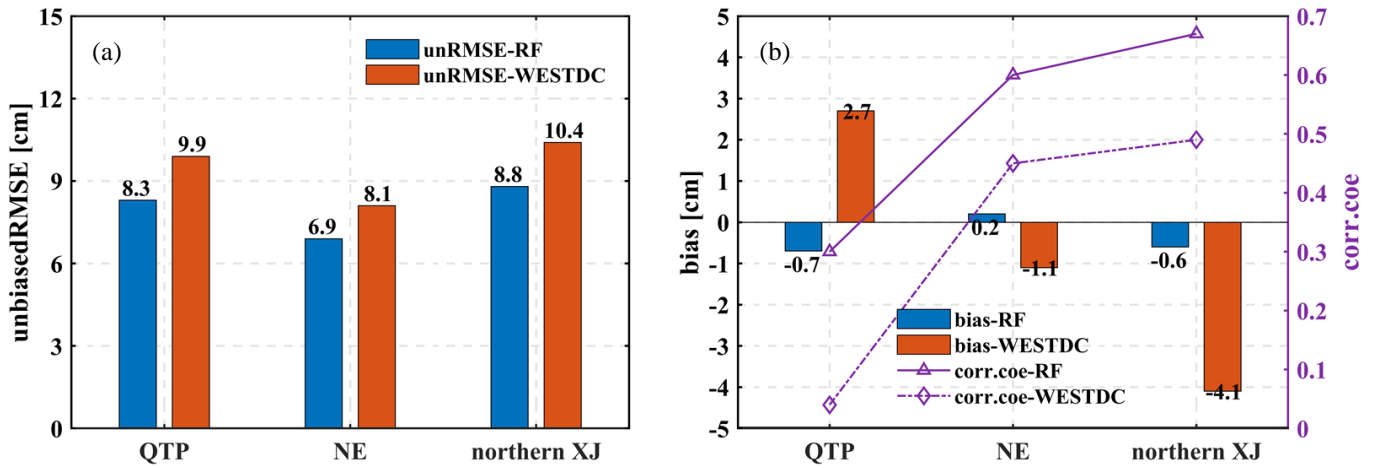 (a)
unRMSE-RF
unRMSE-WESTDC
unbiasedRMSE [cm]
15
12
9
6
3
0
8.3
9.9
6.9
8.1
8.8
10.4
QTP
NE
northern XJ
(b)
bias [cm]
5
4
3
2
1
0
-1
-2
-3
-4
-5
2.7
-0.7
0.2
-1.1
-0.6
-4.1
bias-RF
bias-WESTDC
corr.coe-RF
corr.coe-WESTDC
QTP
NE
northern XJ
0.7
0.6
0.5
0.4
0.3
0.2
0.1
0
corr.coe